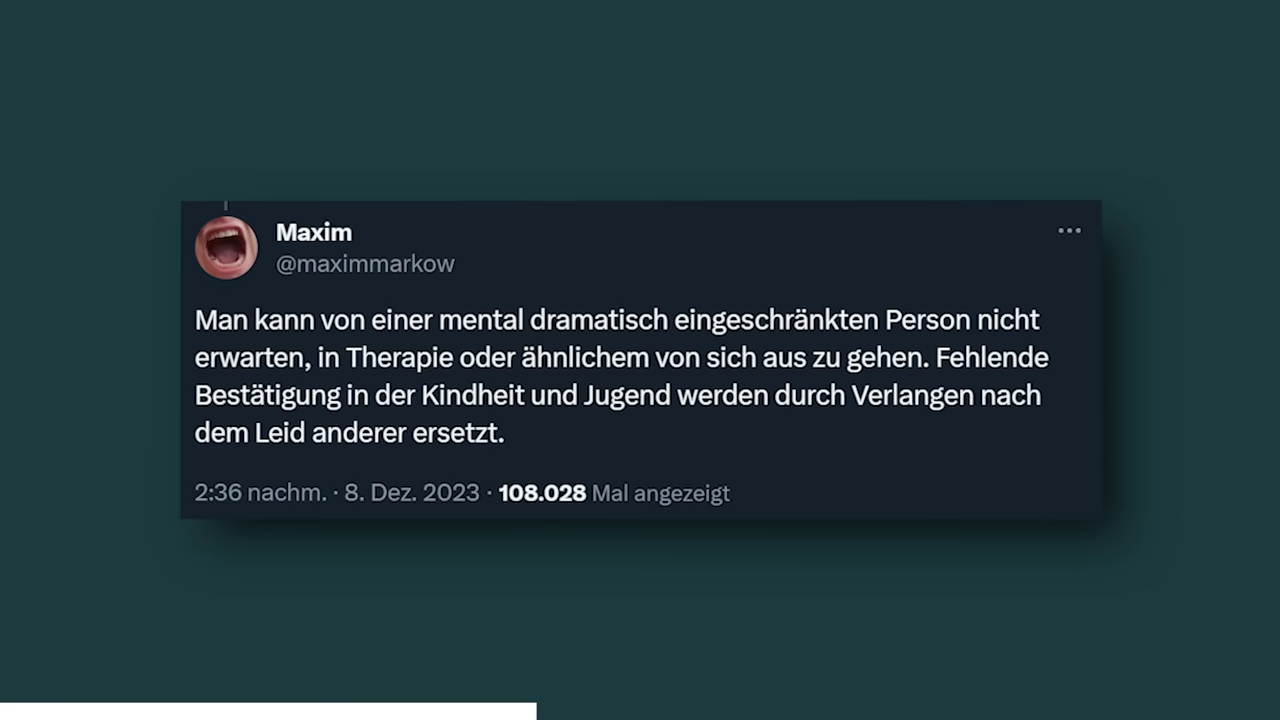 Maxim
@maximmarkow
Man kann von einer mental dramatisch eingeschränkten Person nicht
erwarten, in Therapie oder ähnlichem von sich aus zu gehen. Fehlende
Bestätigung in der Kindheit und Jugend werden durch Verlangen nach
dem Leid anderer ersetzt.
2:36 nachm. · 8. Dez. 2023 · 108.028 Mal angezeigt